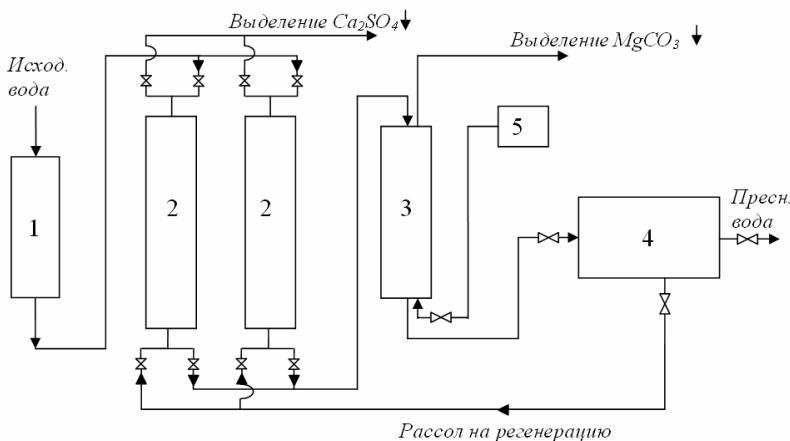 Выделение Ca₂SO₄
Выделение MgCO₃
Исход.
вода
5
1
2
2
3
4
Пресн.
вода
Рассол на регенерацию